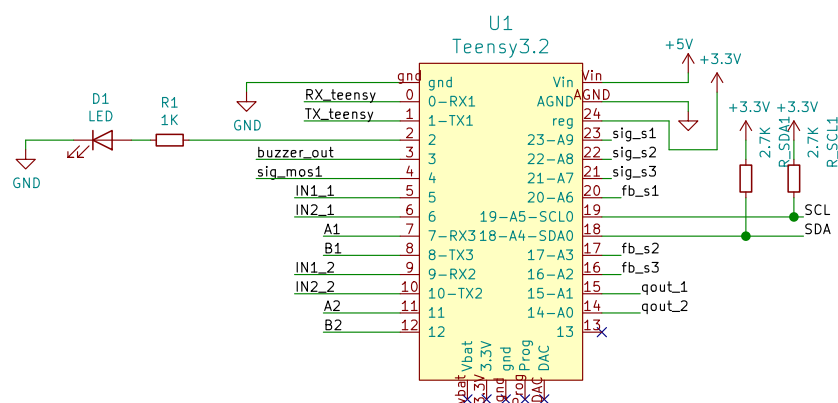 U1
Teensy3.2
+5V
+3.3V
gnd
gnd
Vin
Vin
D1
LED
R1
1K
GND
GND
RX_teensy
0
0-RX1
AGND
AGND
TX_teensy
1
1-TX1
reg
24
+3.3V
+3.3V
2
2
23-A9
23
sig_s1
buzzer_out
3
3
22-A8
22
sig_s2
sig_mos1
4
4
21-A7
21
sig_s3
2.7K
R_SDA1
2.7K
R_SCL1
IN1_1
5
5
20-A6
20
fb_s1
IN2_1
6
6
19-A5-SCL0
19
SCL
A1
7
7-RX3
18-A4-SDA0
18
SDA
B1
8
8-TX3
17-A3
17
fb_s2
IN1_2
9
9-RX2
16-A2
16
fb_s3
IN2_2
10
10-TX2
15-A1
15
qout_1
A2
11
11
14-A0
14
qout_2
B2
12
12
13
13
Vbat
3.3V
gnd
Prog
DAC
Vbat
3.3V
gnd
Prog
DAC